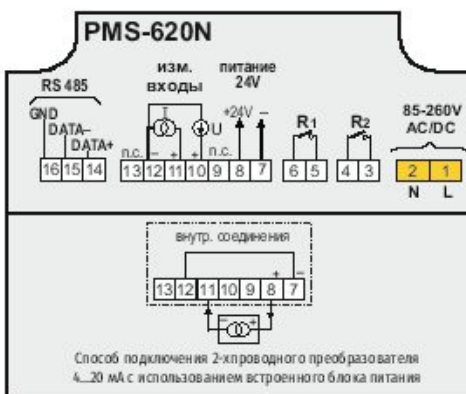 PMS-620N
RS 485
изм. входы
питание 24V
GND
DATA–
DATA+
I
U
+24V –
R1
R2
85-260V AC/DC
n.c. – + + n.c.
16 15 14
13 12 11 10 9 8 7
6 5
4 3
2 1
N L
внутр. соединения
+ –
13 12 11 10 9 8 7
– +
Способ подключения 2-хпроводного преобразователя
4...20 мА с использованием встроенного блока питания